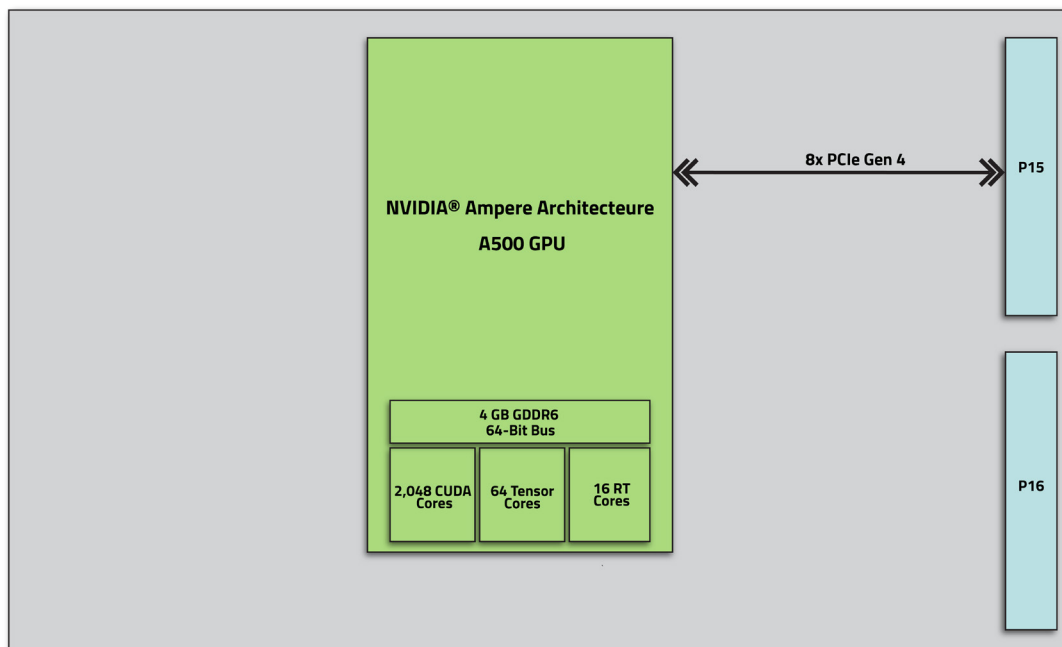 8x PCIe Gen 4
P15
NVIDIA® Ampere Architecteure
A500 GPU
4 GB GDDR6
64-Bit Bus
2,048 CUDA
Cores
64 Tensor
Cores
16 RT
Cores
P16